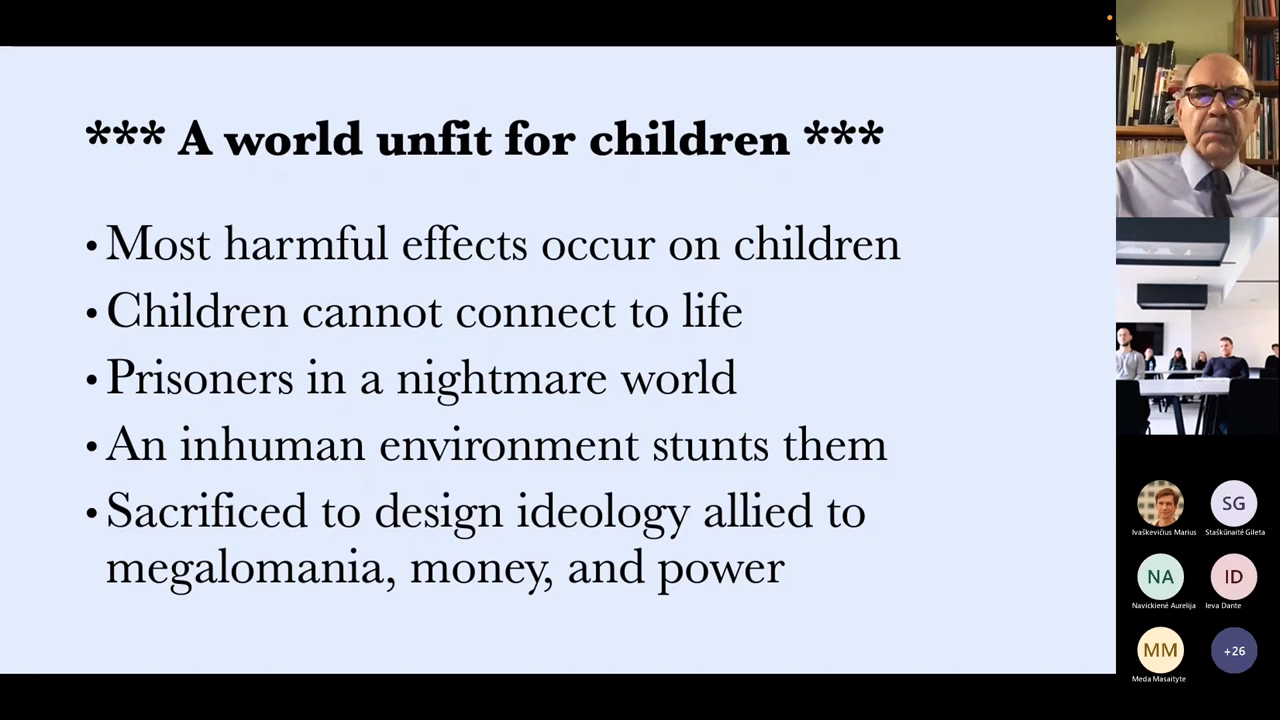 *** A world unfit for children ***
• Most harmful effects occur on children
• Children cannot connect to life
• Prisoners in a nightmare world
• An inhuman environment stunts them
• Sacrificed to design ideology allied to
megalomania, money, and power
Ivaškevičius Marius
SG
Staškūnaitė Gileta
NA
Navickienė Aurelija
ID
Ieva Dante
MM
Meda Masaityte
+26